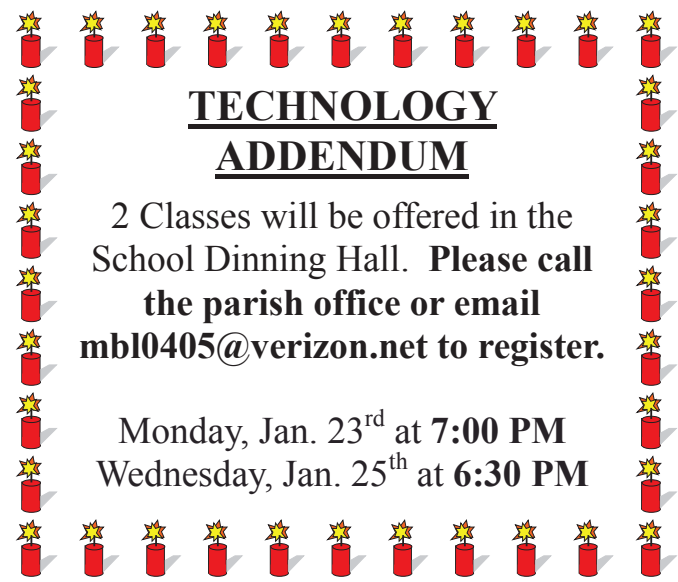 TECHNOLOGY
ADDENDUM
2 Classes will be offered in the
School Dinning Hall.  Please call
the parish office or email
mbl0405@verizon.net to register.
Monday, Jan. 23rd at 7:00 PM
Wednesday, Jan. 25th at 6:30 PM